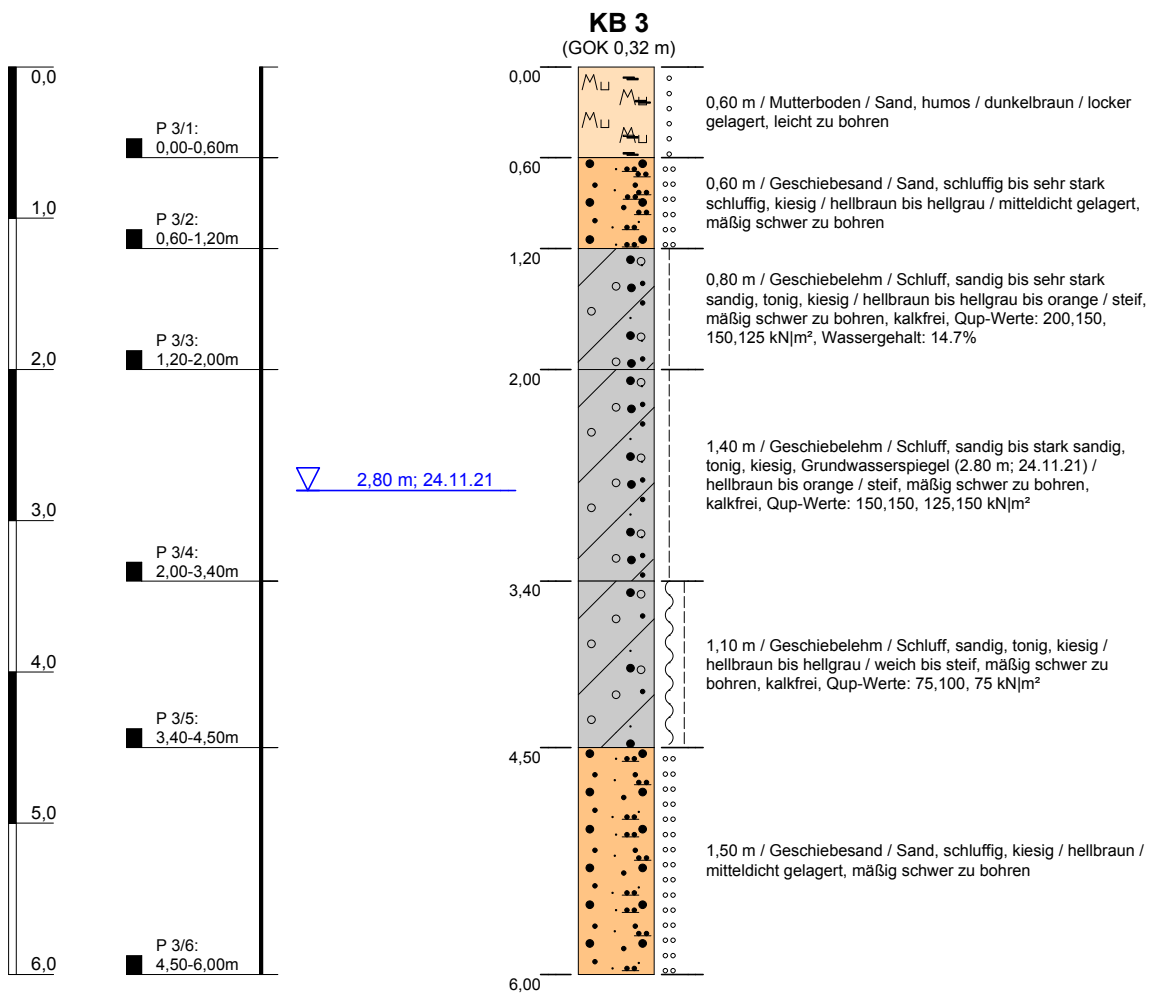 KB 3
(GOK 0,32 m)
0,0
1,0
2,0
3,0
4,0
5,0
6,0
P 3/1:
0,00-0,60m
P 3/2:
0,60-1,20m
P 3/3:
1,20-2,00m
P 3/4:
2,00-3,40m
P 3/5:
3,40-4,50m
P 3/6:
4,50-6,00m
2,80 m; 24.11.21
0,00
0,60
1,20
2,00
3,40
4,50
6,00
0,60 m / Mutterboden / Sand, humos / dunkelbraun / locker
gelagert, leicht zu bohren
0,60 m / Geschiebesand / Sand, schluffig bis sehr stark
schluffig, kiesig / hellbraun bis hellgrau / mitteldicht gelagert,
mäßig schwer zu bohren
0,80 m / Geschiebelehm / Schluff, sandig bis sehr stark
sandig, tonig, kiesig / hellbraun bis hellgrau bis orange / steif,
mäßig schwer zu bohren, kalkfrei, Qup-Werte: 200,150,
150,125 kN|m², Wassergehalt: 14.7%
1,40 m / Geschiebelehm / Schluff, sandig bis stark sandig,
tonig, kiesig, Grundwasserspiegel (2.80 m; 24.11.21) /
hellbraun bis orange / steif, mäßig schwer zu bohren,
kalkfrei, Qup-Werte: 150,150, 125,150 kN|m²
1,10 m / Geschiebelehm / Schluff, sandig, tonig, kiesig /
hellbraun bis hellgrau / weich bis steif, mäßig schwer zu
bohren, kalkfrei, Qup-Werte: 75,100, 75 kN|m²
1,50 m / Geschiebesand / Sand, schluffig, kiesig / hellbraun /
mitteldicht gelagert, mäßig schwer zu bohren